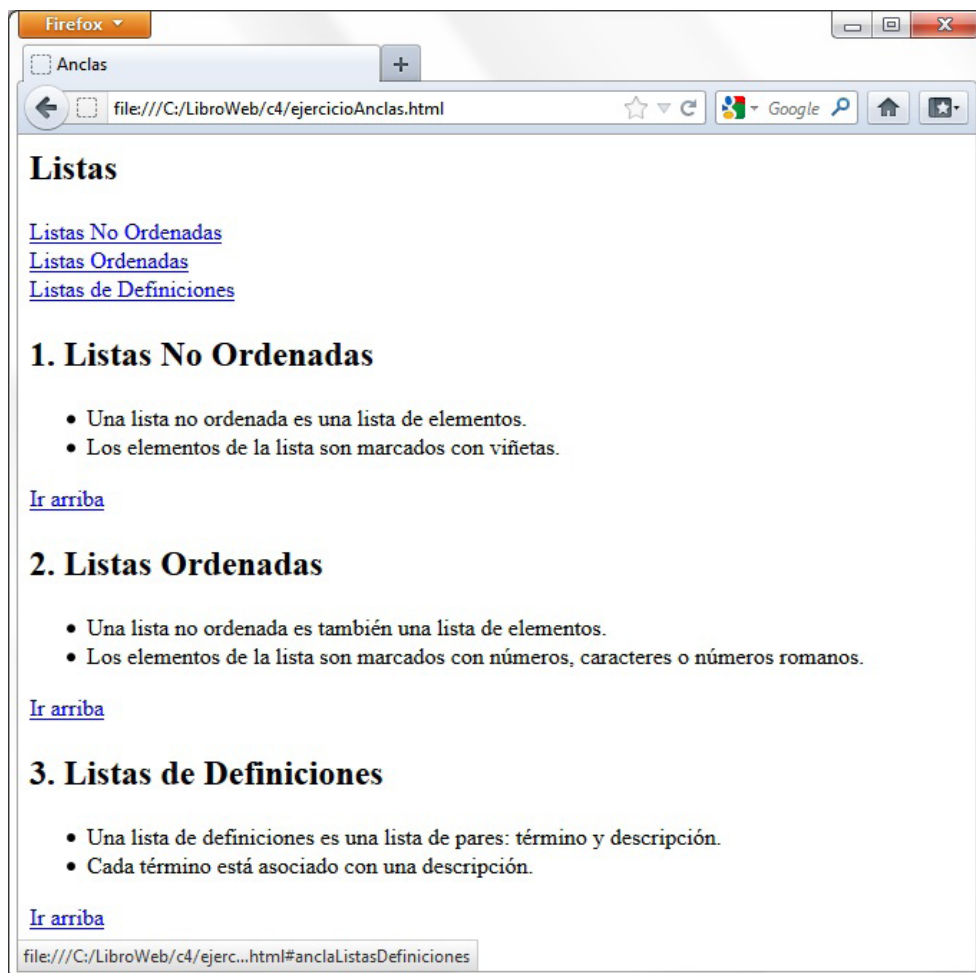 Firefox
Anclas
file:///C:/LibroWeb/c4/ejercicioAnclas.html
Google
Listas
Listas No Ordenadas
Listas Ordenadas
Listas de Definiciones
1. Listas No Ordenadas
• Una lista no ordenada es una lista de elementos.
• Los elementos de la lista son marcados con viñetas.
Ir arriba
2. Listas Ordenadas
• Una lista no ordenada es también una lista de elementos.
• Los elementos de la lista son marcados con números, caracteres o números romanos.
Ir arriba
3. Listas de Definiciones
• Una lista de definiciones es una lista de pares: término y descripción.
• Cada término está asociado con una descripción.
Ir arriba
file:///C:/LibroWeb/c4/ejerc...html#anclaListasDefiniciones